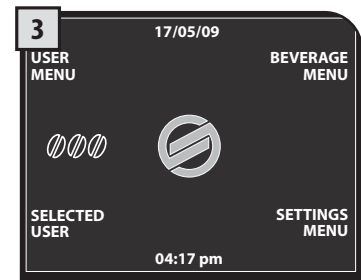 3
17/05/09
USER
MENU
BEVERAGE
MENU
SELECTED
USER
SETTINGS
MENU
04:17 pm